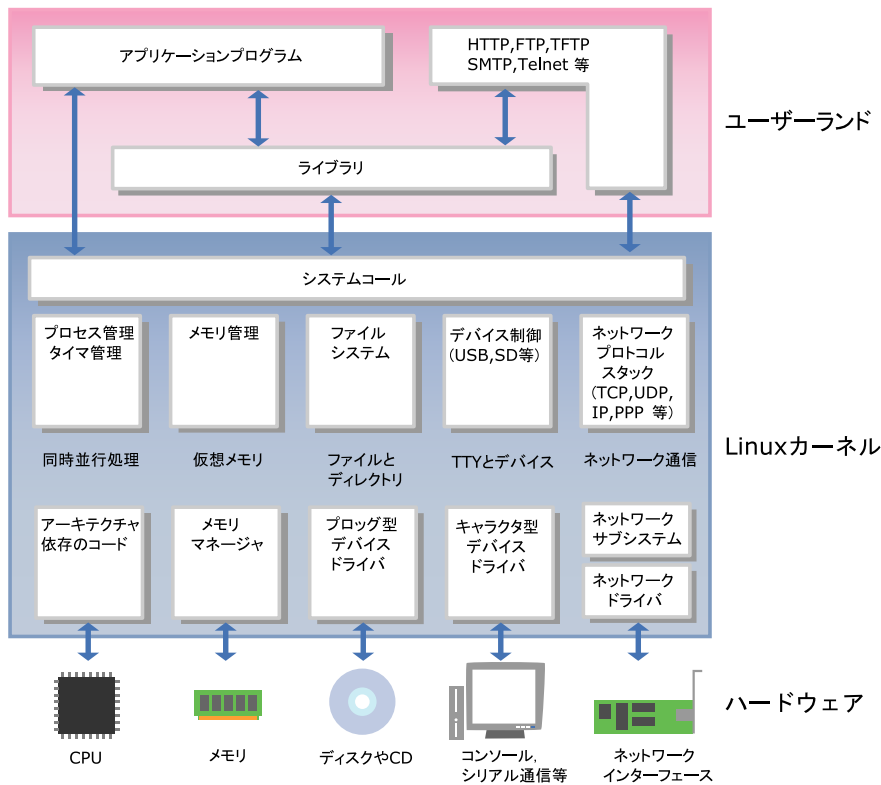 アプリケーションプログラム
HTTP,FTP,TFTP
SMTP,Telnet 等
ユーザーランド
ライブラリ
システムコール
プロセス管理
タイマ管理
メモリ管理
ファイル
システム
デバイス制御
(USB,SD等)
ネットワーク
プロトコル
スタック
(TCP,UDP,
IP,PPP 等)
Linuxカーネル
同時並行処理
仮想メモリ
ファイルと
ディレクトリ
TTYとデバイス
ネットワーク通信
アーキテクチャ
依存のコード
メモリ
マネージャ
プロッグ型
デバイス
ドライバ
キャラクタ型
デバイス
ドライバ
ネットワーク
サブシステム
ネットワーク
ドライバ
ハードウェア
CPU
メモリ
ディスクやCD
コンソール,
シリアル通信等
ネットワーク
インターフェース